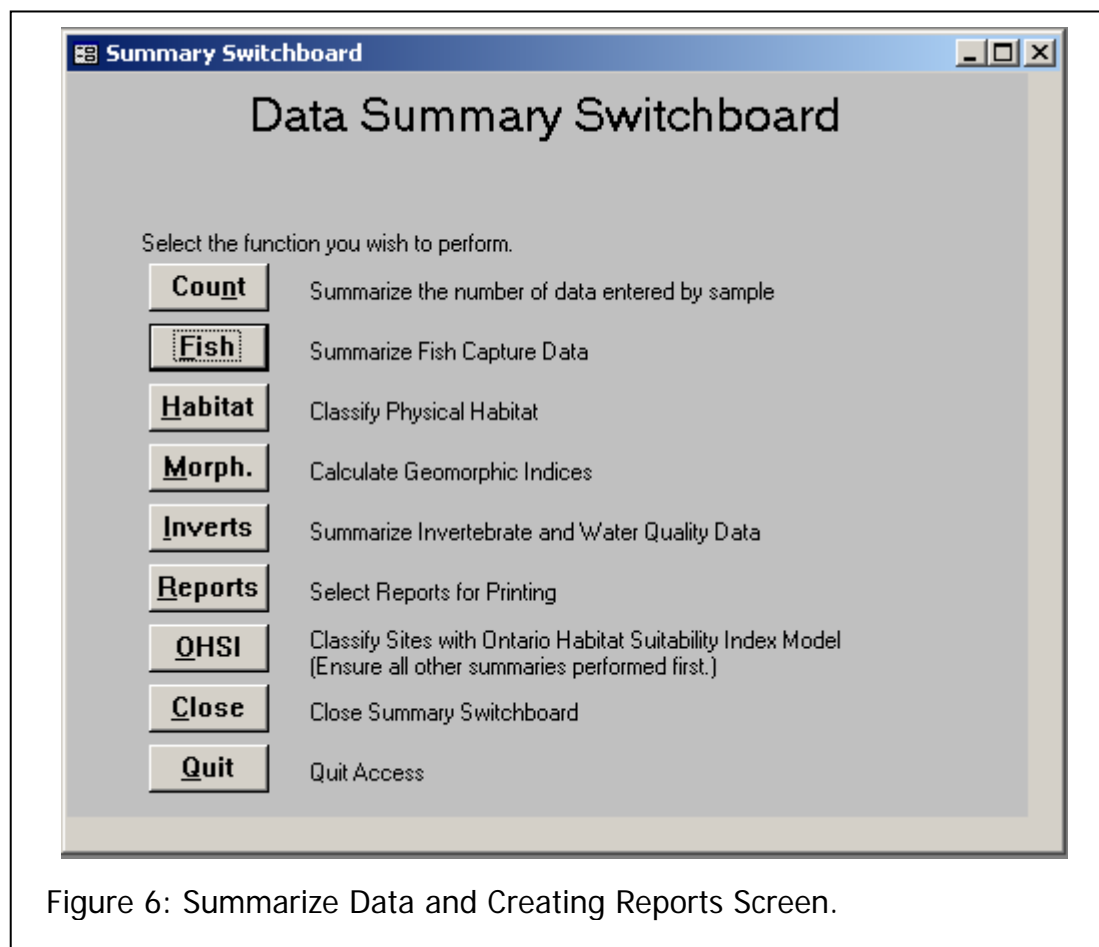 Summary Switchboard
Data Summary Switchboard
Select the function you wish to perform.
Count Summarize the number of data entered by sample
Fish Summarize Fish Capture Data
Habitat Classify Physical Habitat
Morph. Calculate Geomorphic Indices
Inverts Summarize Invertebrate and Water Quality Data
Reports Select Reports for Printing
OHSI Classify Sites with Ontario Habitat Suitability Index Model
(Ensure all other summaries performed first.)
Close Close Summary Switchboard
Quit Quit Access
Figure 6: Summarize Data and Creating Reports Screen.